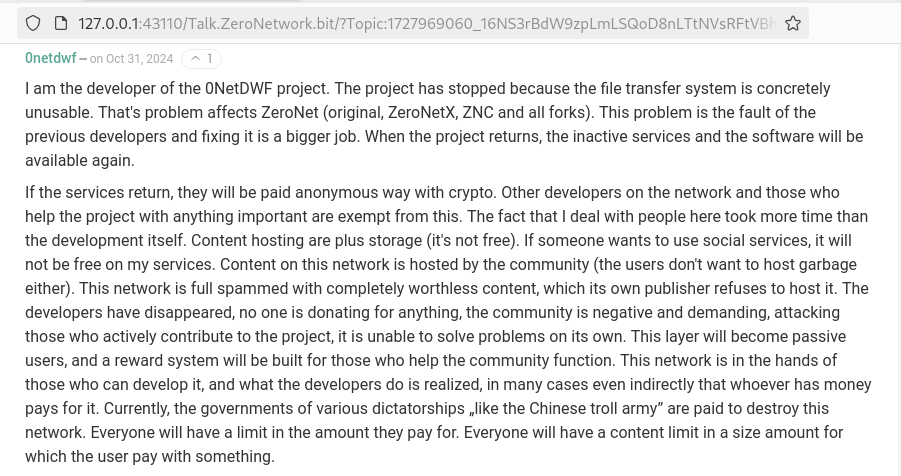 127.0.0.1:43110/Talk.ZeroNetwork.bit/?Topic:1727969060_16NS3rBdW9zpLmLSQoD8nLTtNVsRFtVBh
0netdwf – on Oct 31, 2024 1
I am the developer of the 0NetDWF project. The project has stopped because the file transfer system is concretely
unusable. That's problem affects ZeroNet (original, ZeroNetX, ZNC and all forks). This problem is the fault of the
previous developers and fixing it is a bigger job. When the project returns, the inactive services and the software will be
available again.
If the services return, they will be paid anonymous way with crypto. Other developers on the network and those who
help the project with anything important are exempt from this. The fact that I deal with people here took more time than
the development itself. Content hosting are plus storage (it's not free). If someone wants to use social services, it will
not be free on my services. Content on this network is hosted by the community (the users don't want to host garbage
either). This network is full spammed with completely worthless content, which its own publisher refuses to host it. The
developers have disappeared, no one is donating for anything, the community is negative and demanding, attacking
those who actively contribute to the project, it is unable to solve problems on its own. This layer will become passive
users, and a reward system will be built for those who help the community function. This network is in the hands of
those who can develop it, and what the developers do is realized, in many cases even indirectly that whoever has money
pays for it. Currently, the governments of various dictatorships „like the Chinese troll army” are paid to destroy this
network. Everyone will have a limit in the amount they pay for. Everyone will have a content limit in a size amount for
which the user pay with something.